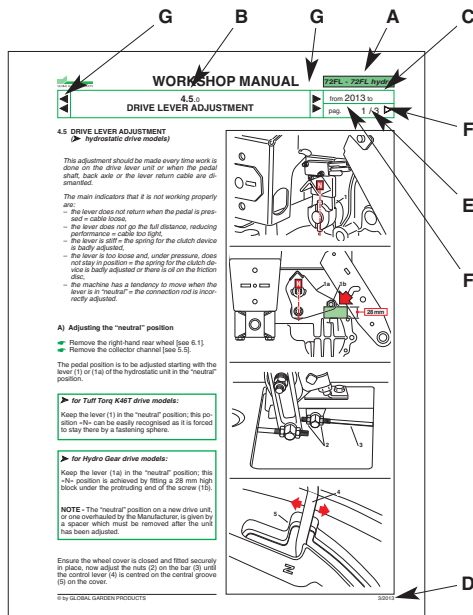 G
B
G
A
C
WORKSHOP MANUAL
72FL - 72FL hydro
4.5.0
DRIVE LEVER ADJUSTMENT
from 2013 to
pag. 1 / 3
F
E
F
D
4.5 DRIVE LEVER ADJUSTMENT
(➤ hydrostatic drive models)
This adjustment should be made every time work is
done on the drive lever unit or when the pedal
shaft, back axle or the lever return cable are di-
smantled.
The main indicators that it is not working properly
are:
– the lever does not return when the pedal is pres-
sed = cable loose,
– the lever does not go the full distance, reducing
performance = cable too tight,
– the lever is stiff = the spring for the clutch device
is badly adjusted,
– the lever is too loose and, under pressure, does
not stay in position = the spring for the clutch de-
vice is badly adjusted or there is oil on the friction
disc,
– the machine has a tendency to move when the
lever is in "neutral" = the connection rod is incor-
rectly adjusted.
A) Adjusting the "neutral" position
Remove the right-hand rear wheel [see 6.1].
Remove the collector channel [see 5.5].
The pedal position is to be adjusted starting with the
lever (1) or (1a) of the hydrostatic unit in the "neutral"
position.
➤ for Tuff Torq K46T drive models:
Keep the lever (1) in the "neutral" position; this po-
sition «N» can be easily recognised as it is forced
to stay there by a fastening sphere.
➤ for Hydro Gear drive models:
Keep the lever (1a) in the "neutral" position; this
«N» position is achieved by fitting a 28 mm high
block under the protruding end of the screw (1b).
NOTE - The "neutral" position on a new drive unit,
or one overhauled by the Manufacturer, is given by
a spacer which must be removed after the unit
has been adjusted.
Ensure the wheel cover is closed and fitted securely
in place, now adjust the nuts (2) on the bar (3) until
the control lever (4) is centred on the central groove
(5) on the cover.
N
1
N
1a
1b
28 mm
2
3
4
5
© by GLOBAL GARDEN PRODUCTS
3/2013